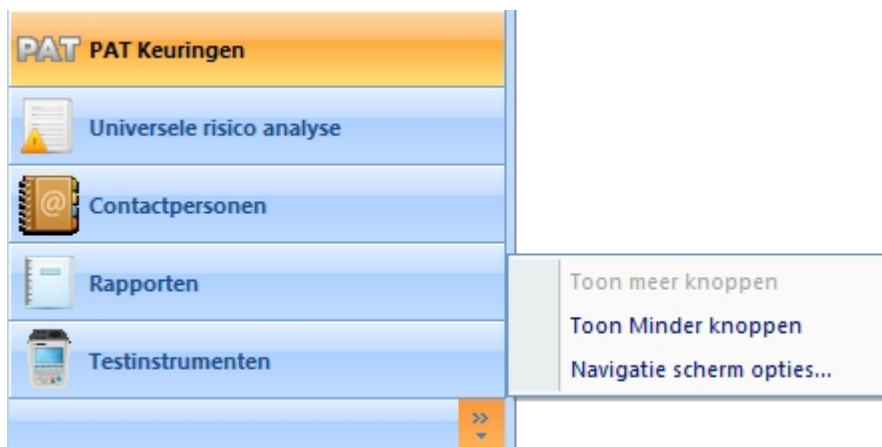 PAT PAT Keuringen
Universele risico analyse
Contactpersonen
Rapporten
Testinstrumenten
Toon meer knoppen
Toon Minder knoppen
Navigatie scherm opties...